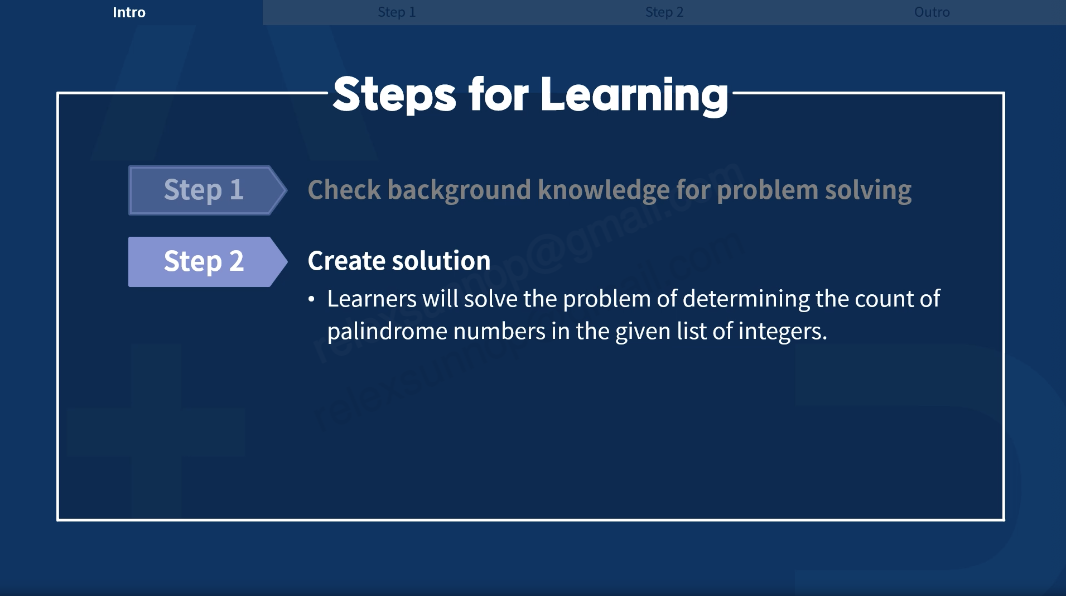 Intro Step 1 Step 2 Outro
Steps for Learning
Step 1 Check background knowledge for problem solving
Step 2 Create solution
• Learners will solve the problem of determining the count of
palindrome numbers in the given list of integers.